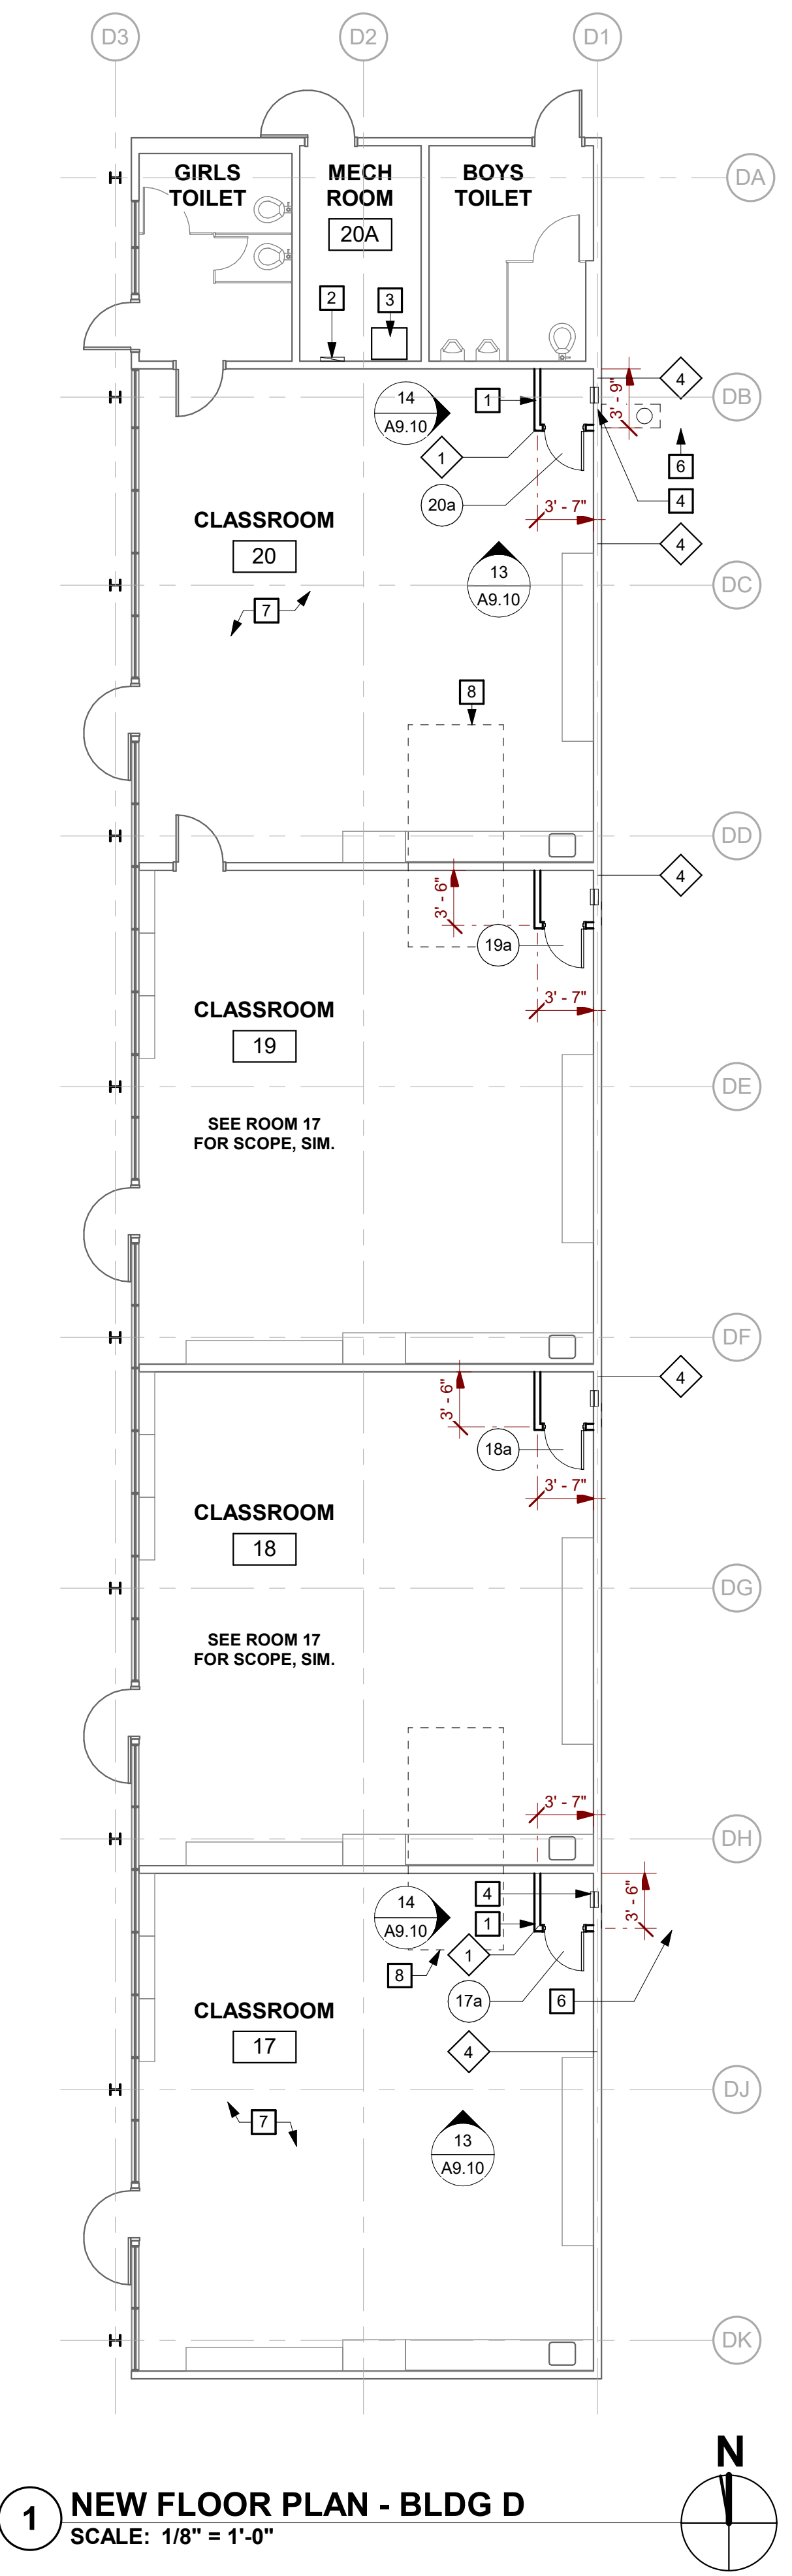 D3 D2 D1
GIRLS
TOILET
MECH
ROOM
20A
BOYS
TOILET
DA
2
3
14
A9.10
1
1
20a
3' - 9"
4
DB
6
4
3' - 7"
4
CLASSROOM
20
13
A9.10
DC
7
8
DD
3' - 6"
4
19a
3' - 7"
CLASSROOM
19
DE
SEE ROOM 17
FOR SCOPE, SIM.
DF
3' - 6"
4
18a
3' - 7"
CLASSROOM
18
DG
SEE ROOM 17
FOR SCOPE, SIM.
3' - 7"
DH
14
A9.10
4
1
1
3' - 6"
8
17a
6
CLASSROOM
17
4
DJ
7
13
A9.10
DK
N
1
NEW FLOOR PLAN - BLDG D
SCALE: 1/8" = 1'-0"